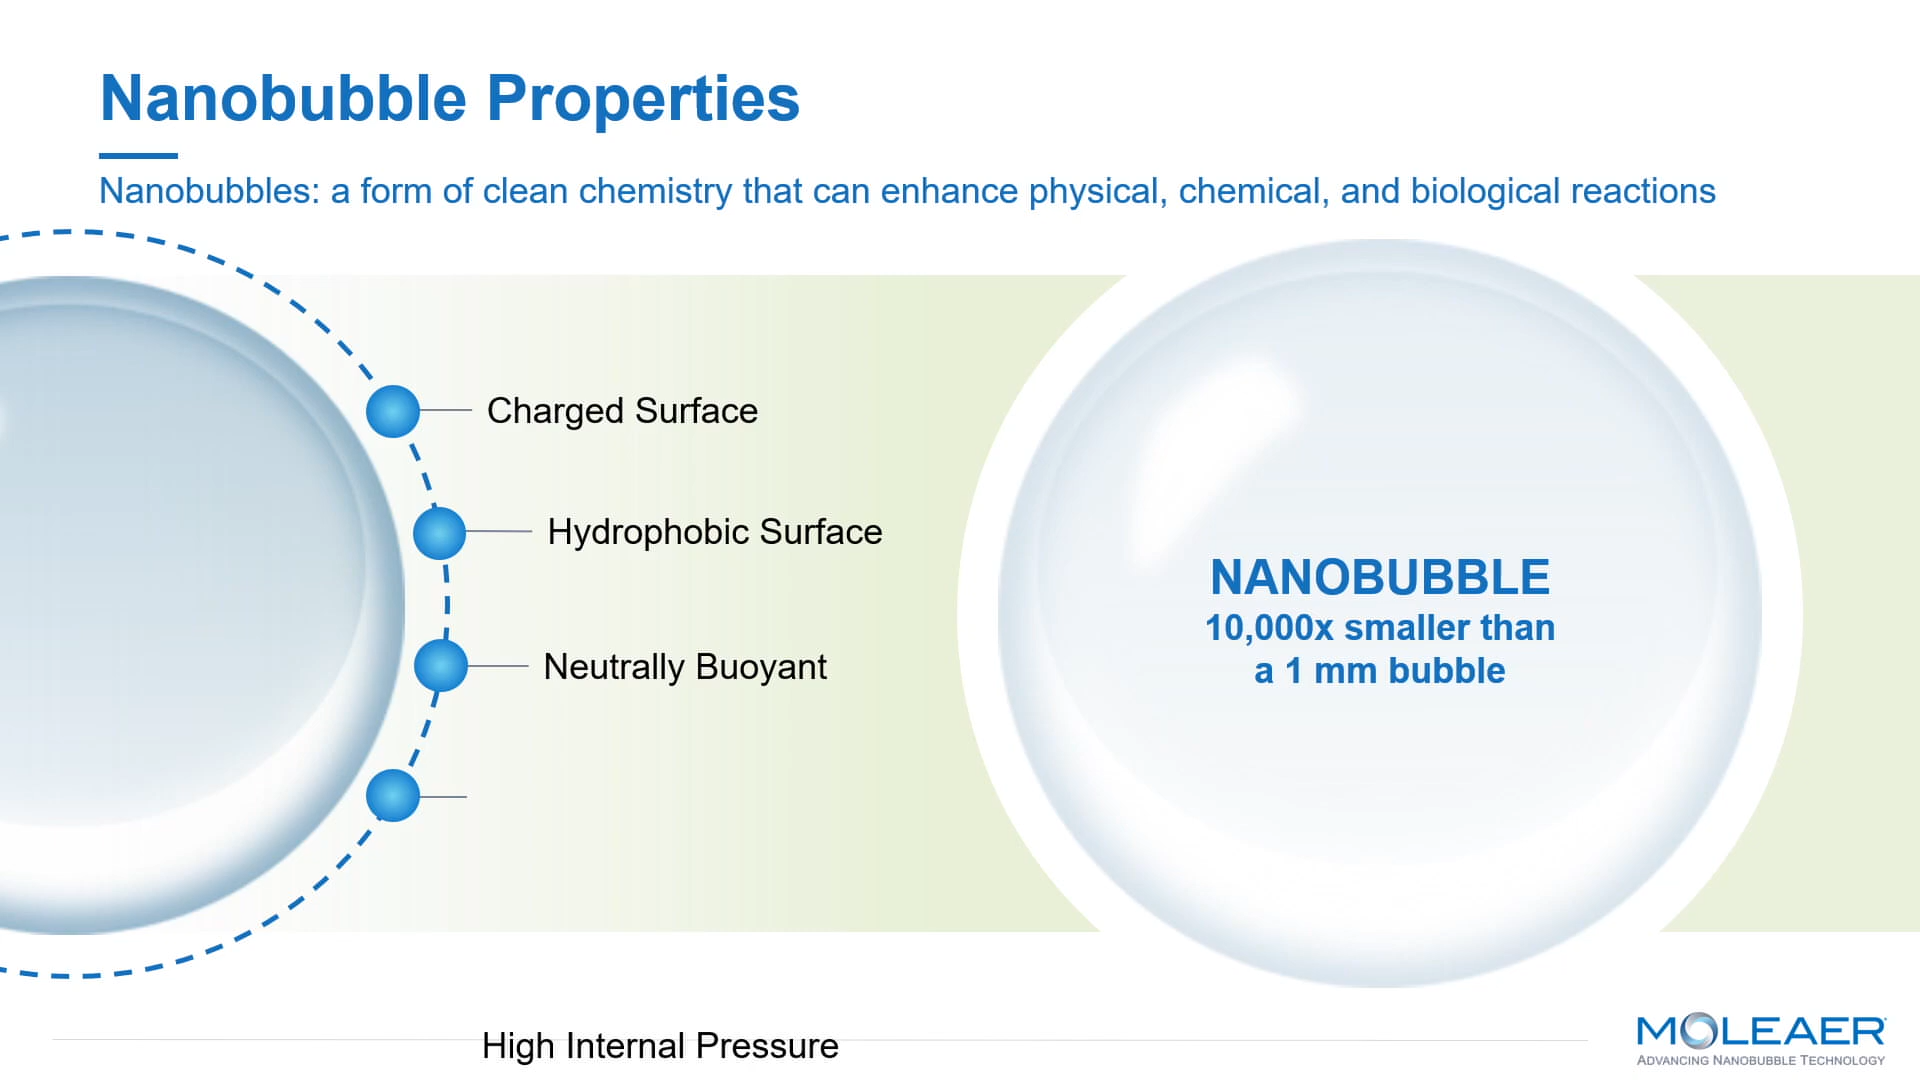 Nanobubble Properties
Nanobubbles: a form of clean chemistry that can enhance physical, chemical, and biological reactions
Charged Surface
Hydrophobic Surface
Neutrally Buoyant
High Internal Pressure
NANOBUBBLE
10,000x smaller than
a 1 mm bubble
MOLEAER
ADVANCING NANOBUBBLE TECHNOLOGY